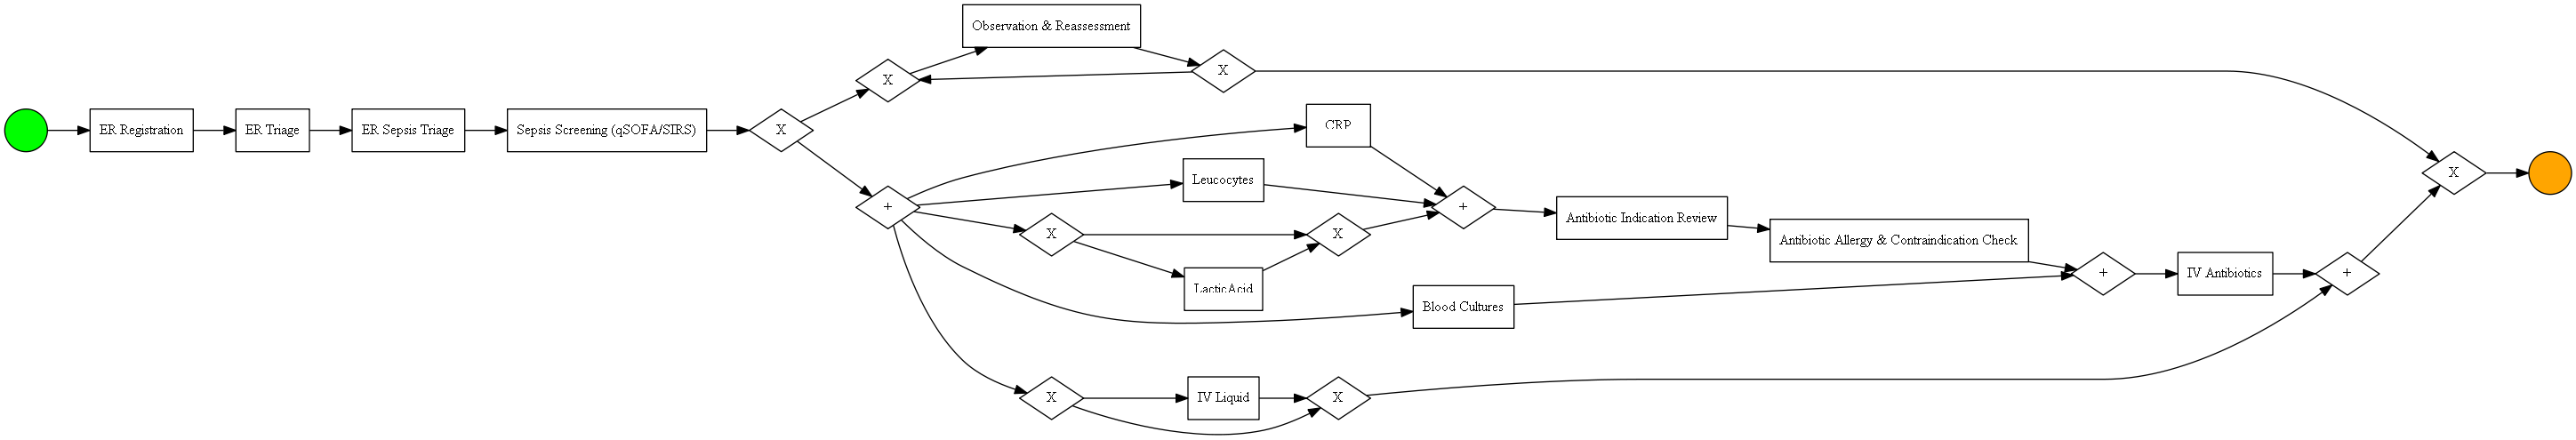 ER Registration
ER Triage
ER Sepsis Triage
Sepsis Screening (qSOFA/SIRS)
X
X
Observation & Reassessment
X
+
CRP
Leucocytes
X
LacticAcid
X
+
Antibiotic Indication Review
Antibiotic Allergy & Contraindication Check
Blood Cultures
+
IV Antibiotics
+
X
X
IV Liquid
X